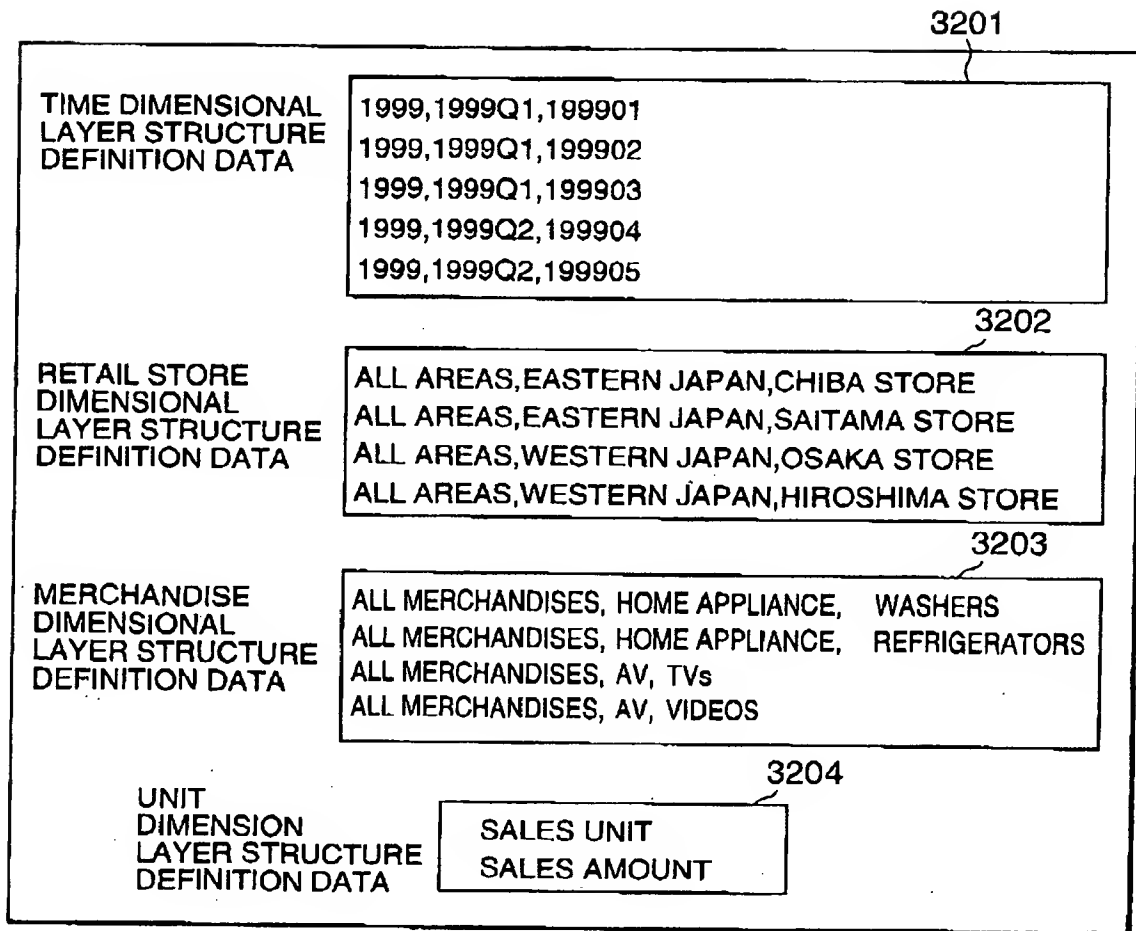 3201
TIME DIMENSIONAL
LAYER STRUCTURE
DEFINITION DATA
1999,1999Q1,199901
1999,1999Q1,199902
1999,1999Q1,199903
1999,1999Q2,199904
1999,1999Q2,199905
3202
RETAIL STORE
DIMENSIONAL
LAYER STRUCTURE
DEFINITION DATA
ALL AREAS,EASTERN JAPAN,CHIBA STORE
ALL AREAS,EASTERN JAPAN,SAITAMA STORE
ALL AREAS,WESTERN JAPAN,OSAKA STORE
ALL AREAS,WESTERN JAPAN,HIROSHIMA STORE
3203
MERCHANDISE
DIMENSIONAL
LAYER STRUCTURE
DEFINITION DATA
ALL MERCHANDISES, HOME APPLIANCE, WASHERS
ALL MERCHANDISES, HOME APPLIANCE, REFRIGERATORS
ALL MERCHANDISES, AV, TVs
ALL MERCHANDISES, AV, VIDEOS
3204
UNIT
DIMENSION
LAYER STRUCTURE
DEFINITION DATA
SALES UNIT
SALES AMOUNT